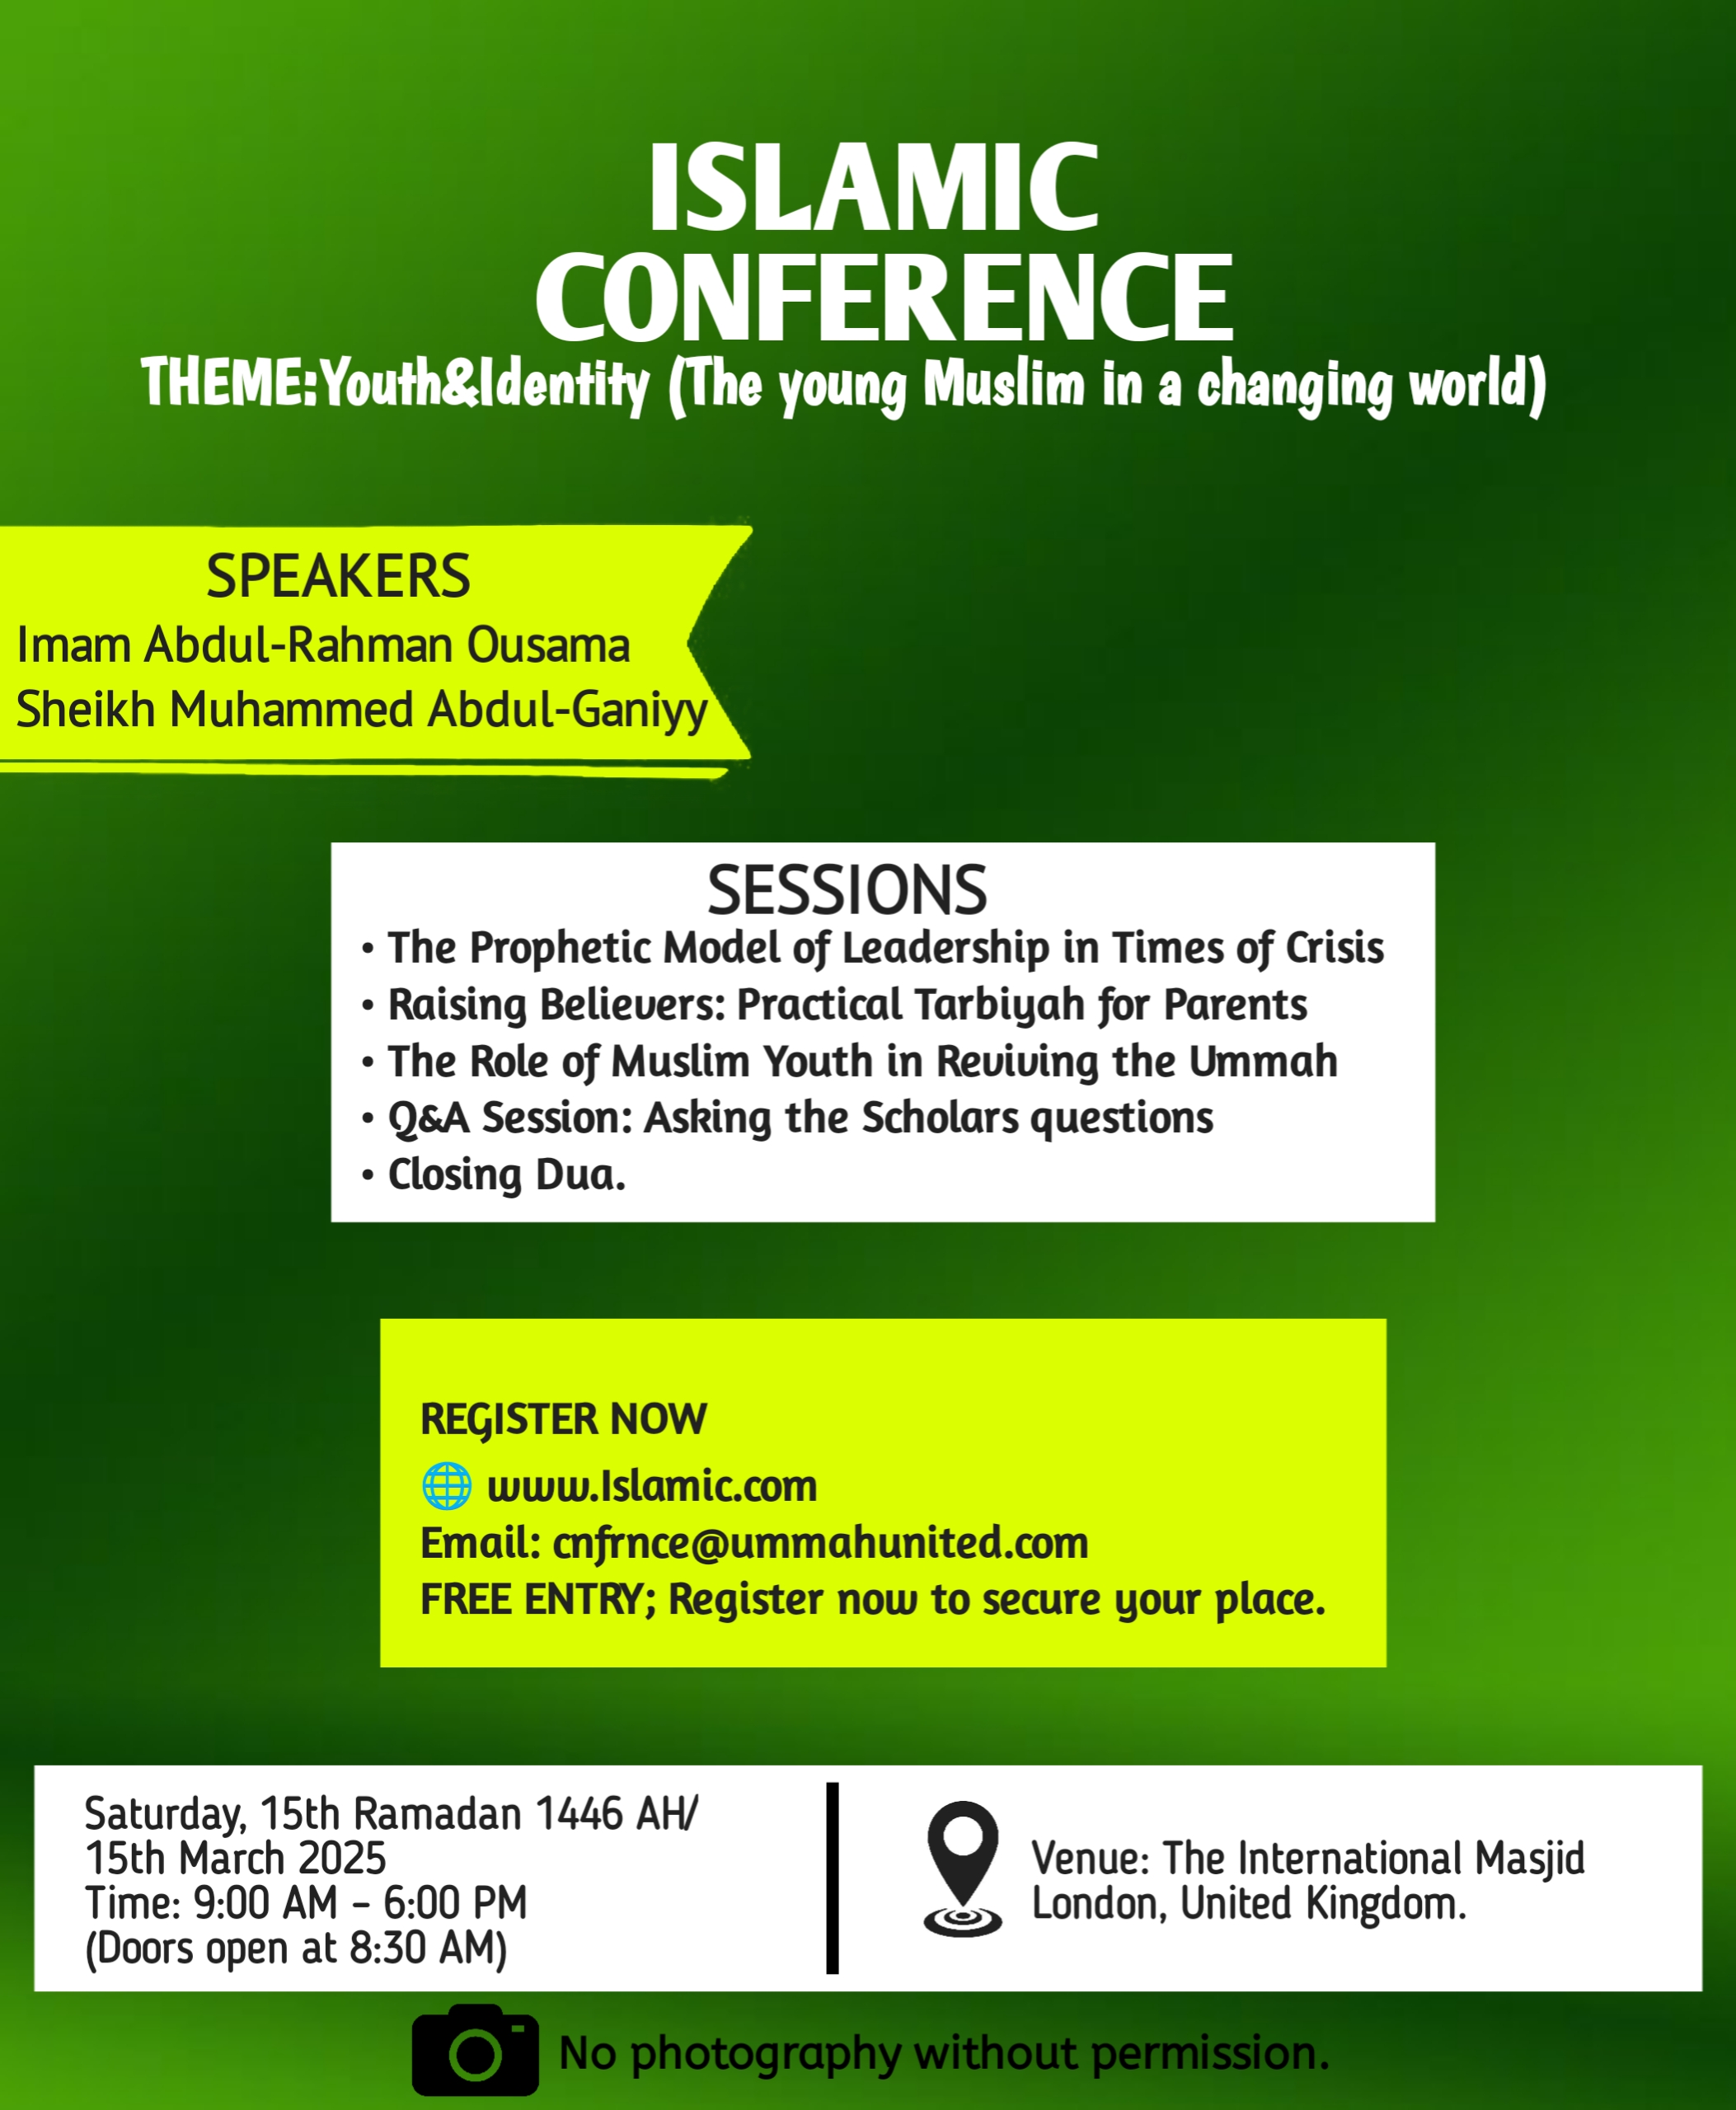 ISLAMIC
CONFERENCE
THEME:Youth&Identity (The young Muslim in a changing world)
SPEAKERS
Imam Abdul-Rahman Ousama
Sheikh Muhammed Abdul-Ganiyy
SESSIONS
• The Prophetic Model of Leadership in Times of Crisis
• Raising Believers: Practical Tarbiyah for Parents
• The Role of Muslim Youth in Reviving the Ummah
• Q&A Session: Asking the Scholars questions
• Closing Dua.
REGISTER NOW
🌐 www.Islamic.com
Email: cnfrnce@ummahunited.com
FREE ENTRY; Register now to secure your place.
Saturday, 15th Ramadan 1446 AH/
15th March 2025
Time: 9:00 AM – 6:00 PM
(Doors open at 8:30 AM)
Venue: The International Masjid
London, United Kingdom.
No photography without permission.